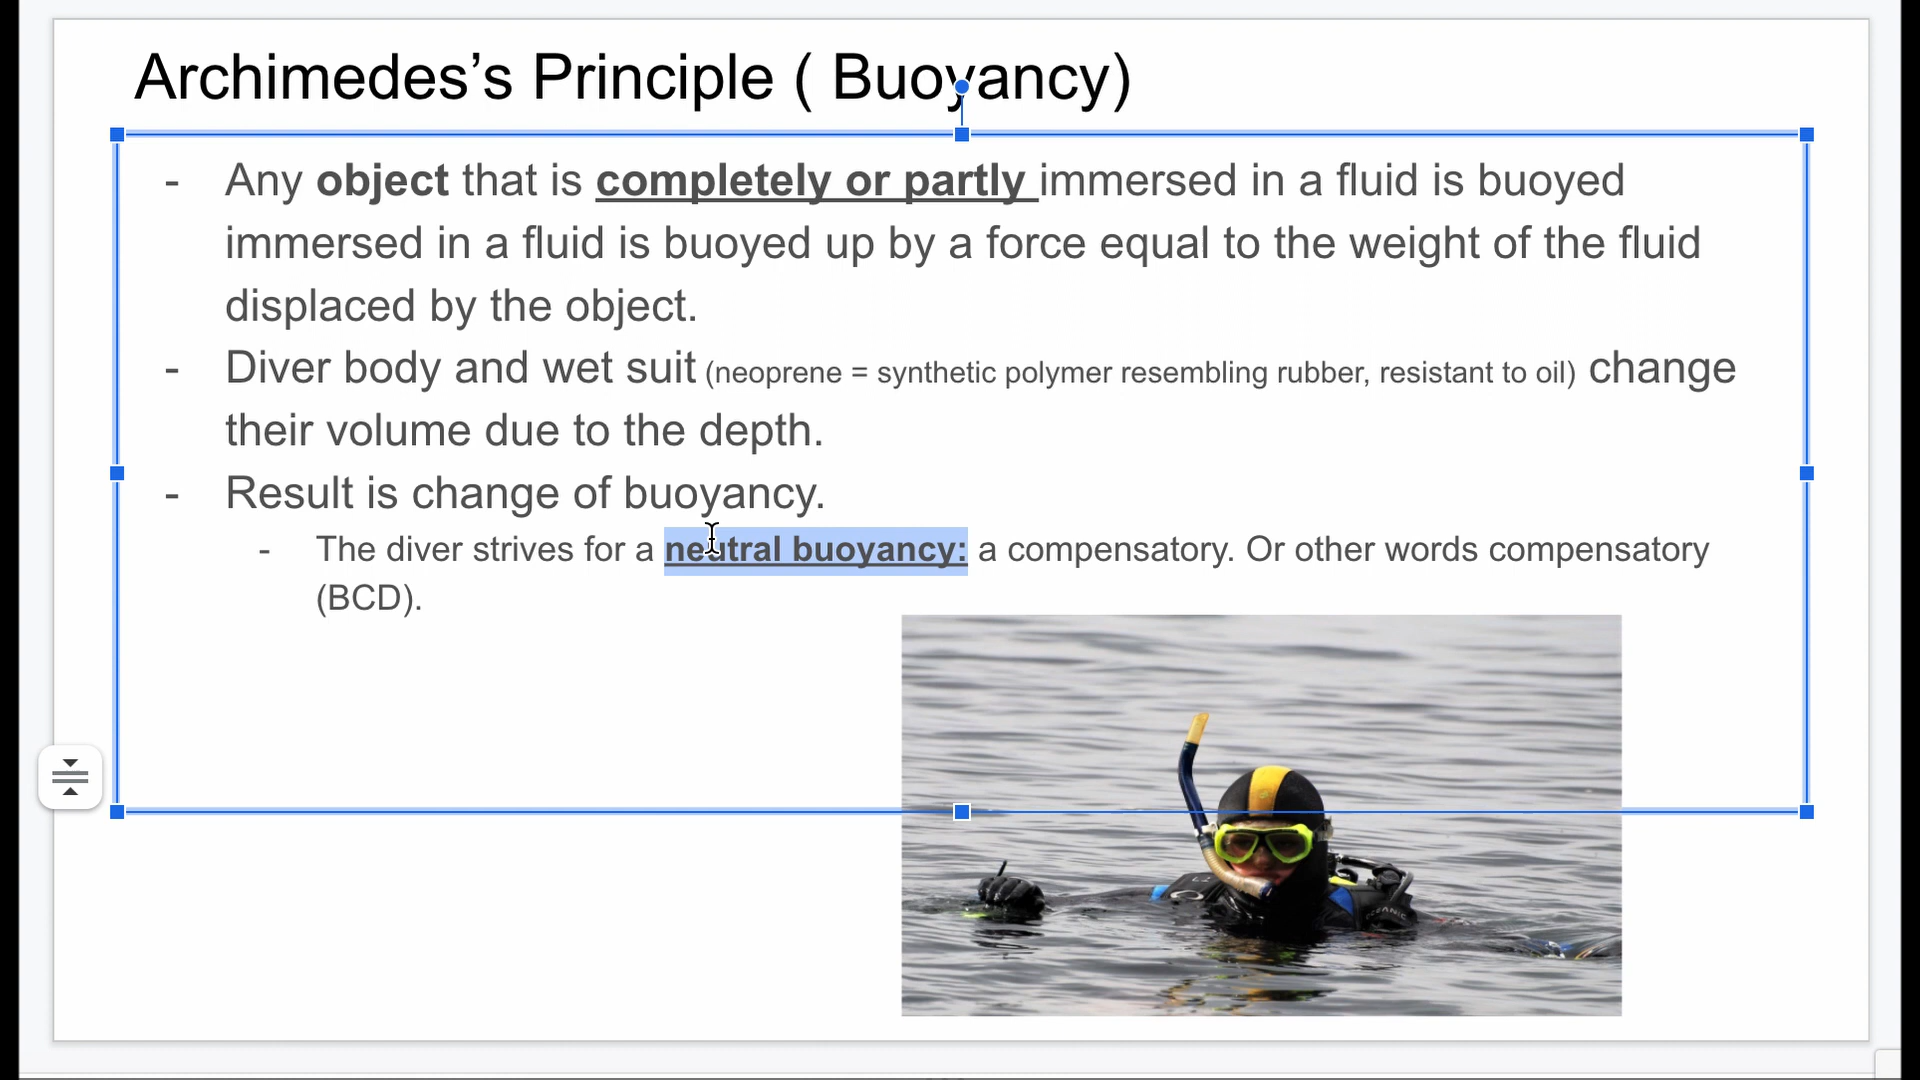 Archimedes’s Principle ( Buoyancy)
- Any object that is completely or partly immersed in a fluid is buoyed
immersed in a fluid is buoyed up by a force equal to the weight of the fluid
displaced by the object.
- Diver body and wet suit (neoprene = synthetic polymer resembling rubber, resistant to oil) change
their volume due to the depth.
- Result is change of buoyancy.
- The diver strives for a neutral buoyancy: a compensatory. Or other words compensatory
(BCD).
OCEANIC